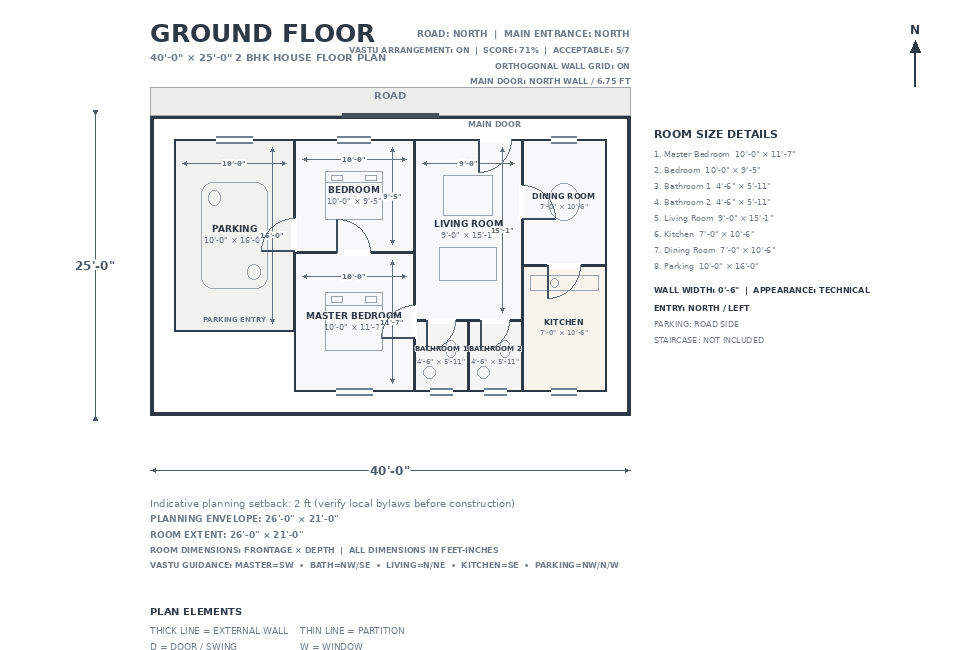 GROUND FLOOR
40'-0" × 25'-0" 2 BHK HOUSE FLOOR PLAN
ROAD: NORTH | MAIN ENTRANCE: NORTH
VASTU ARRANGEMENT: ON | SCORE: 71% | ACCEPTABLE: 5/7
ORTHOGONAL WALL GRID: ON
MAIN DOOR: NORTH WALL / 6.75 FT
N
ROAD
MAIN DOOR
10'-0"
10'-0"
9'-0"
BEDROOM
10'-0" × 9'-5"
9'-5"
DINING ROOM
7'-0" × 10'-6"
PARKING
10'-0" × 16'-0"
16'-0"
LIVING ROOM
9'-0" × 15'-1"
15'-1"
25'-0"
10'-0"
PARKING ENTRY
MASTER BEDROOM
10'-0" × 11'-7"
11'-7"
KITCHEN
7'-0" × 10'-6"
BATHROOM 1
4'-6" × 5'-11"
BATHROOM 2
4'-6" × 5'-11"
40'-0"
ROOM SIZE DETAILS
1. Master Bedroom 10'-0" × 11'-7"
2. Bedroom 10'-0" × 9'-5"
3. Bathroom 1 4'-6" × 5'-11"
4. Bathroom 2 4'-6" × 5'-11"
5. Living Room 9'-0" × 15'-1"
6. Kitchen 7'-0" × 10'-6"
7. Dining Room 7'-0" × 10'-6"
8. Parking 10'-0" × 16'-0"
WALL WIDTH: 0'-6" | APPEARANCE: TECHNICAL
ENTRY: NORTH / LEFT
PARKING: ROAD SIDE
STAIRCASE: NOT INCLUDED
Indicative planning setback: 2 ft (verify local bylaws before construction)
PLANNING ENVELOPE: 26'-0" × 21'-0"
ROOM EXTENT: 26'-0" × 21'-0"
ROOM DIMENSIONS: FRONTAGE × DEPTH | ALL DIMENSIONS IN FEET-INCHES
VASTU GUIDANCE: MASTER=SW • BATH=NW/SE • LIVING=N/NE • KITCHEN=SE • PARKING=NW/N/W
PLAN ELEMENTS
THICK LINE = EXTERNAL WALL THIN LINE = PARTITION
D = DOOR / SWING W = WINDOW